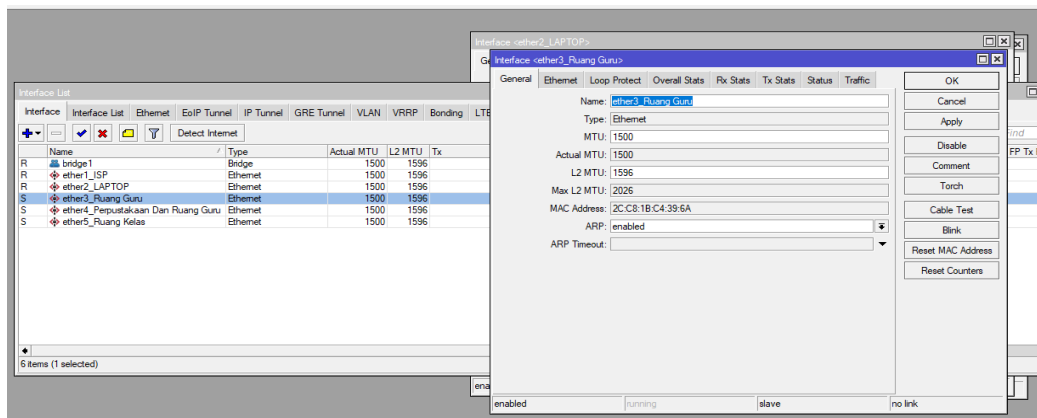 Interface <ether2_LAPTOP>
Interface <ether3_Ruang Guru>
General Ethernet Loop Protect Overall Stats Rx Stats Tx Stats Status Traffic
Name: ether3_Ruang Guru
Type: Ethernet
MTU: 1500
Actual MTU: 1500
L2 MTU: 1596
Max L2 MTU: 2026
MAC Address: 2C:C8:1B:C4:39:6A
ARP: enabled
ARP Timeout:
OK
Cancel
Apply
Disable
Comment
Torch
Cable Test
Blink
Reset MAC Address
Reset Counters
enabled running slave no link
Interface List
Interface Interface List Ethernet EoIP Tunnel IP Tunnel GRE Tunnel VLAN VRRP Bonding LTE
Detect Internet
Find
Name Type Actual MTU L2 MTU Tx FP Tx
R bridge1 Bridge 1500 1596
R ether1_ISP Ethernet 1500 1596
R ether2_LAPTOP Ethernet 1500 1596
S ether3_Ruang Guru Ethernet 1500 1596
S ether4_Perpustakaan Dan Ruang Guru Ethernet 1500 1596
S ether5_Ruang Kelas Ethernet 1500 1596
6 items (1 selected)
ena